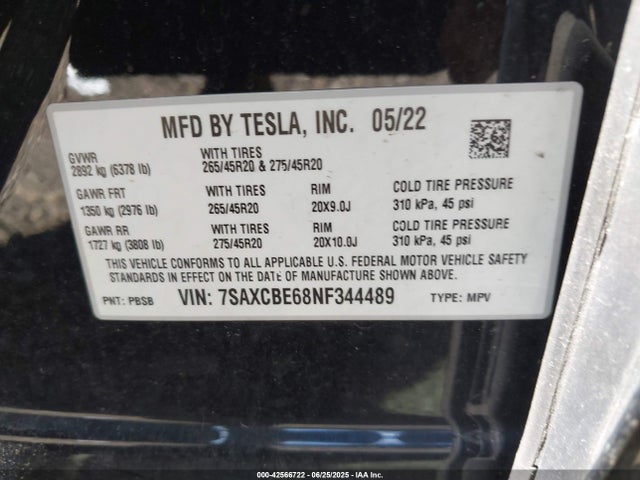 MFD BY TESLA, INC. 05/22
GVWR
2892 kg (6378 lb)
WITH TIRES
265/45R20 & 275/45R20
GAWR FRT
1350 kg (2976 lb)
WITH TIRES
265/45R20
RIM
20X9.0J
COLD TIRE PRESSURE
310 kPa, 45 psi
GAWR RR
1727 kg (3808 lb)
WITH TIRES
275/45R20
RIM
20X10.0J
COLD TIRE PRESSURE
310 kPa, 45 psi
THIS VEHICLE CONFORMS TO ALL APPLICABLE U.S. FEDERAL MOTOR VEHICLE SAFETY
STANDARDS IN EFFECT ON THE DATE OF MANUFACTURE SHOWN ABOVE.
PNT: PBSB VIN: 7SAXCBE68NF344489 TYPE: MPV
000-42566722 - 06/25/2025 - IAA Inc.